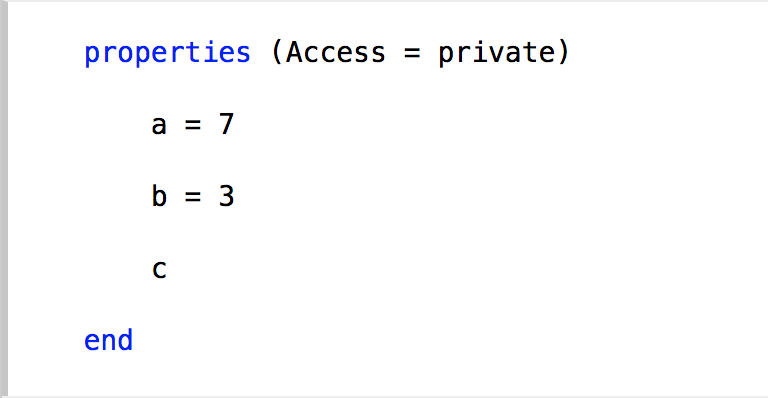 properties (Access = private)
a = 7
b = 3
c
end